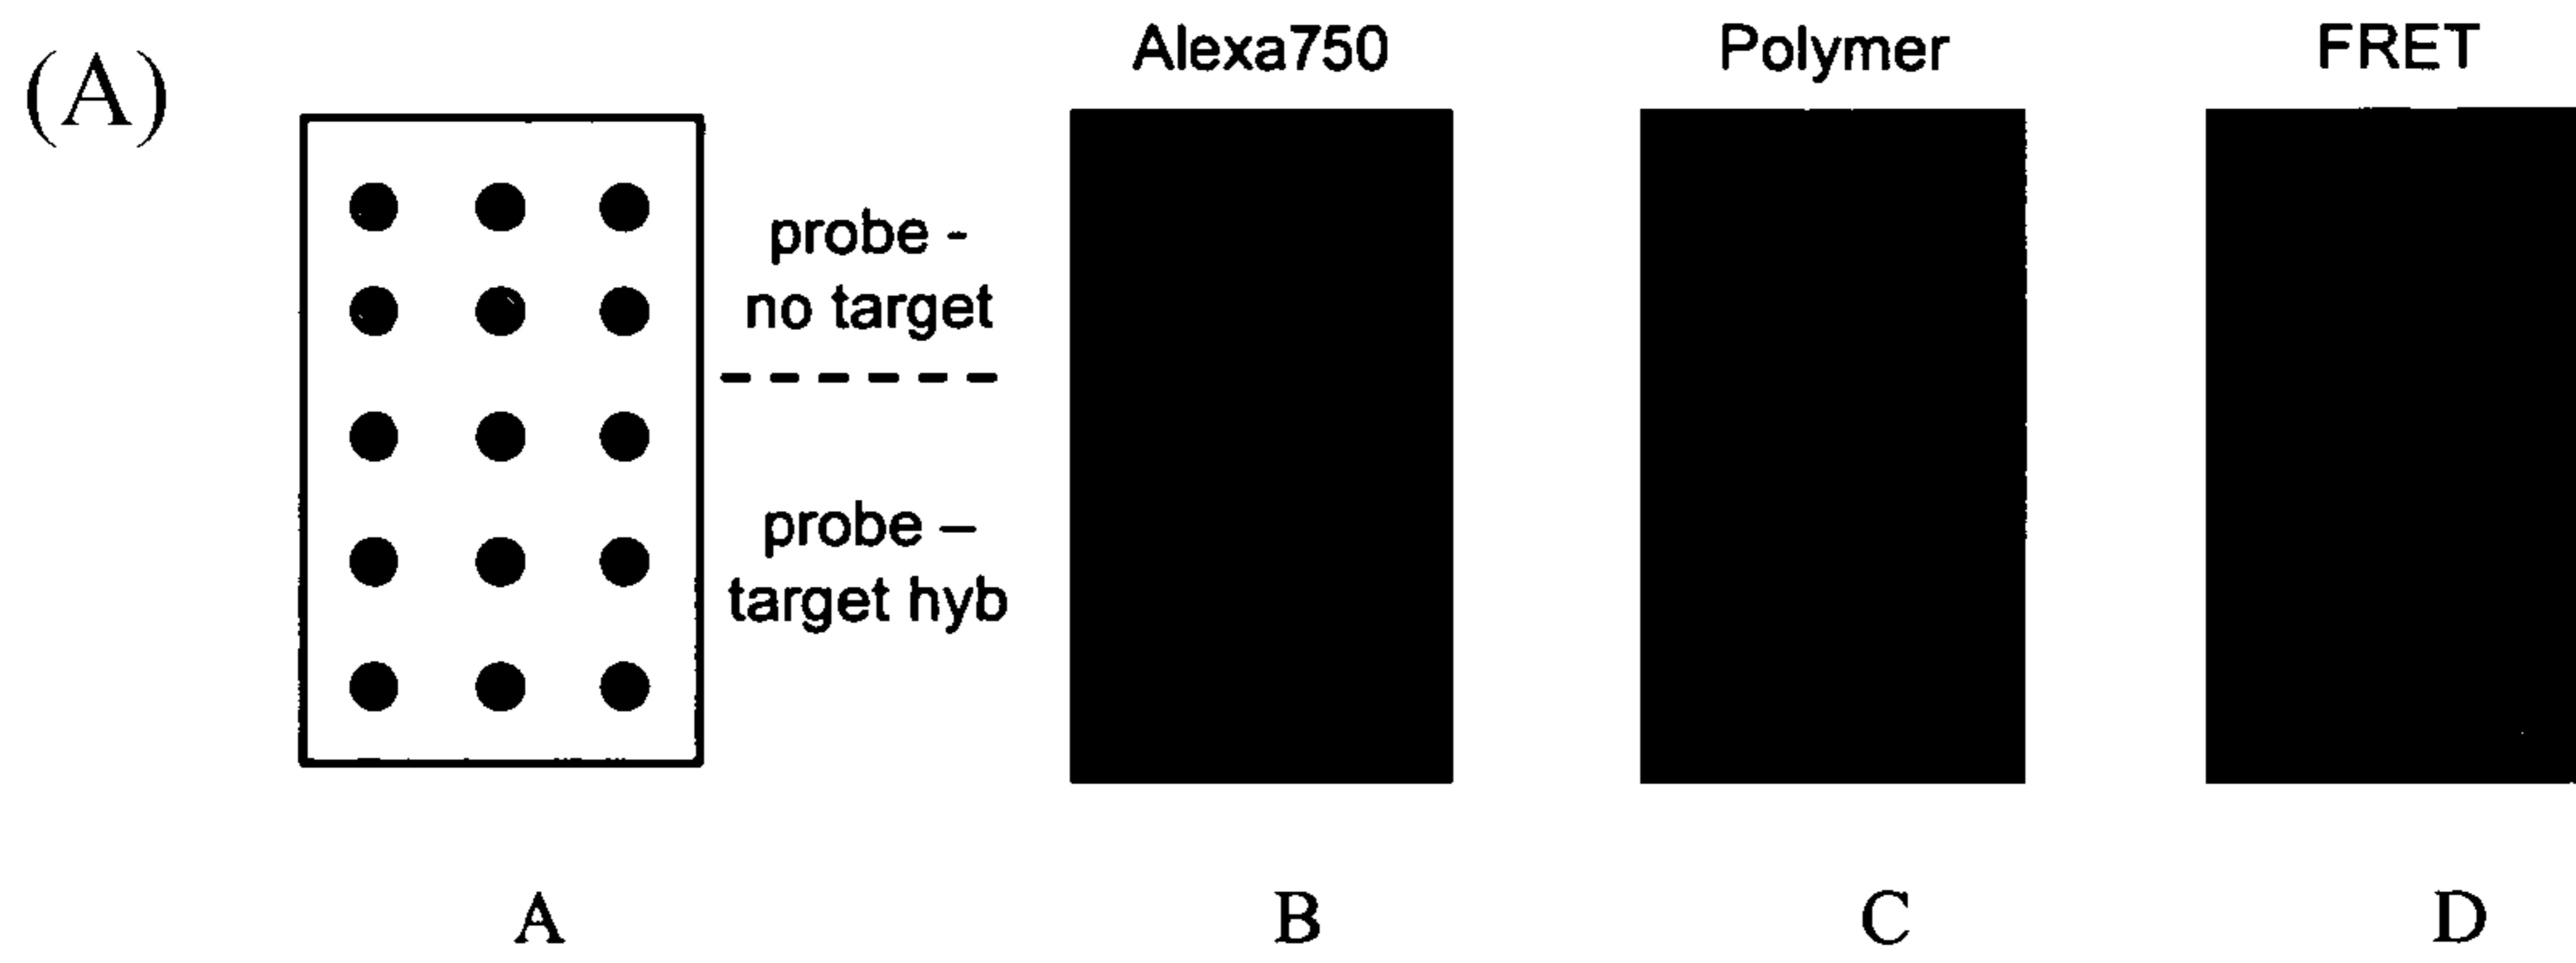 (A)
Alexa750
Polymer
FRET
probe -
no target
probe –
target hyb
A
B
C
D